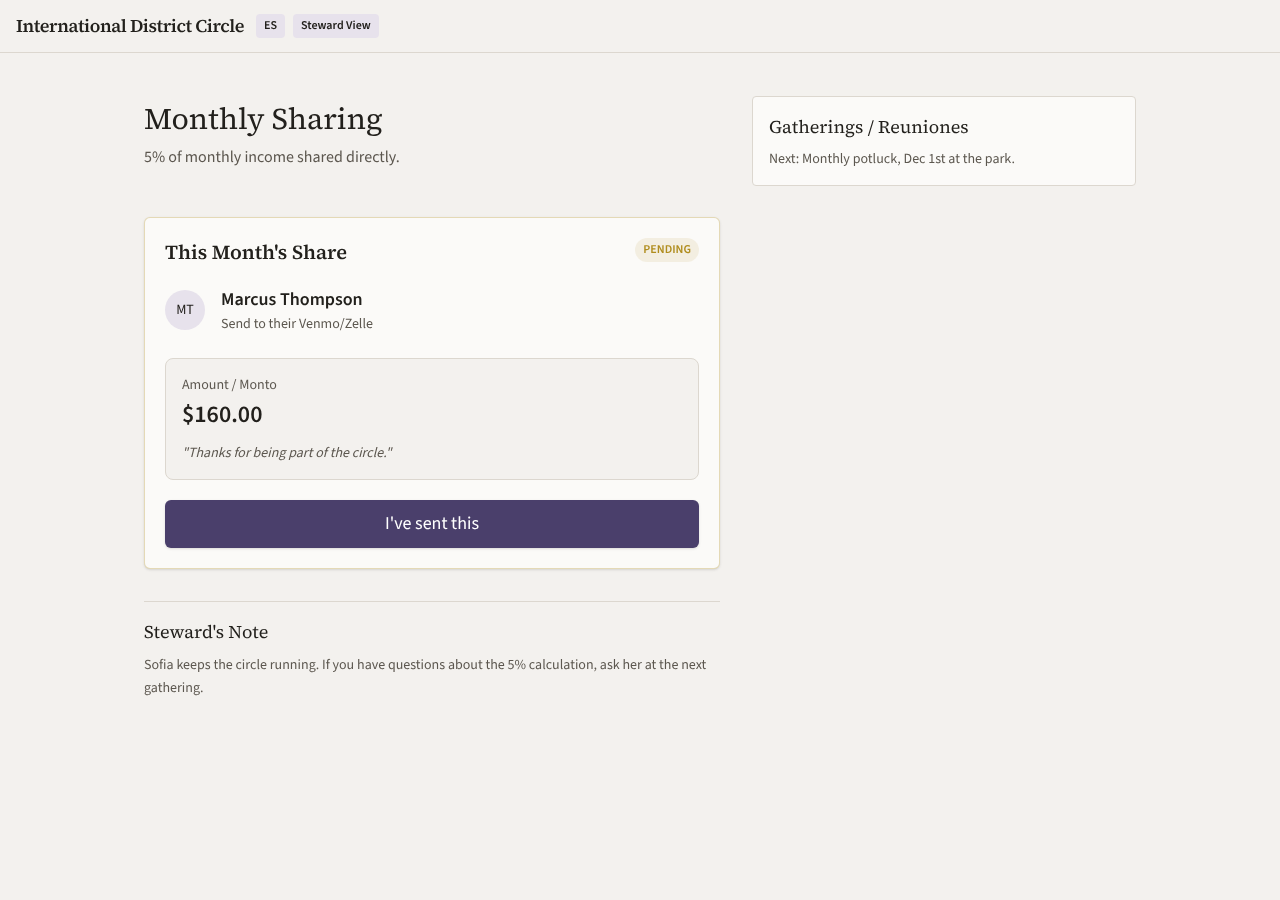 International District Circle
ES
Steward View
Monthly Sharing
5% of monthly income shared directly.
This Month's Share
PENDING
MT
Marcus Thompson
Send to their Venmo/Zelle
Amount / Monto
$160.00
"Thanks for being part of the circle."
I've sent this
Steward's Note
Sofia keeps the circle running. If you have questions about the 5% calculation, ask her at the next
gathering.
Gatherings / Reuniones
Next: Monthly potluck, Dec 1st at the park.